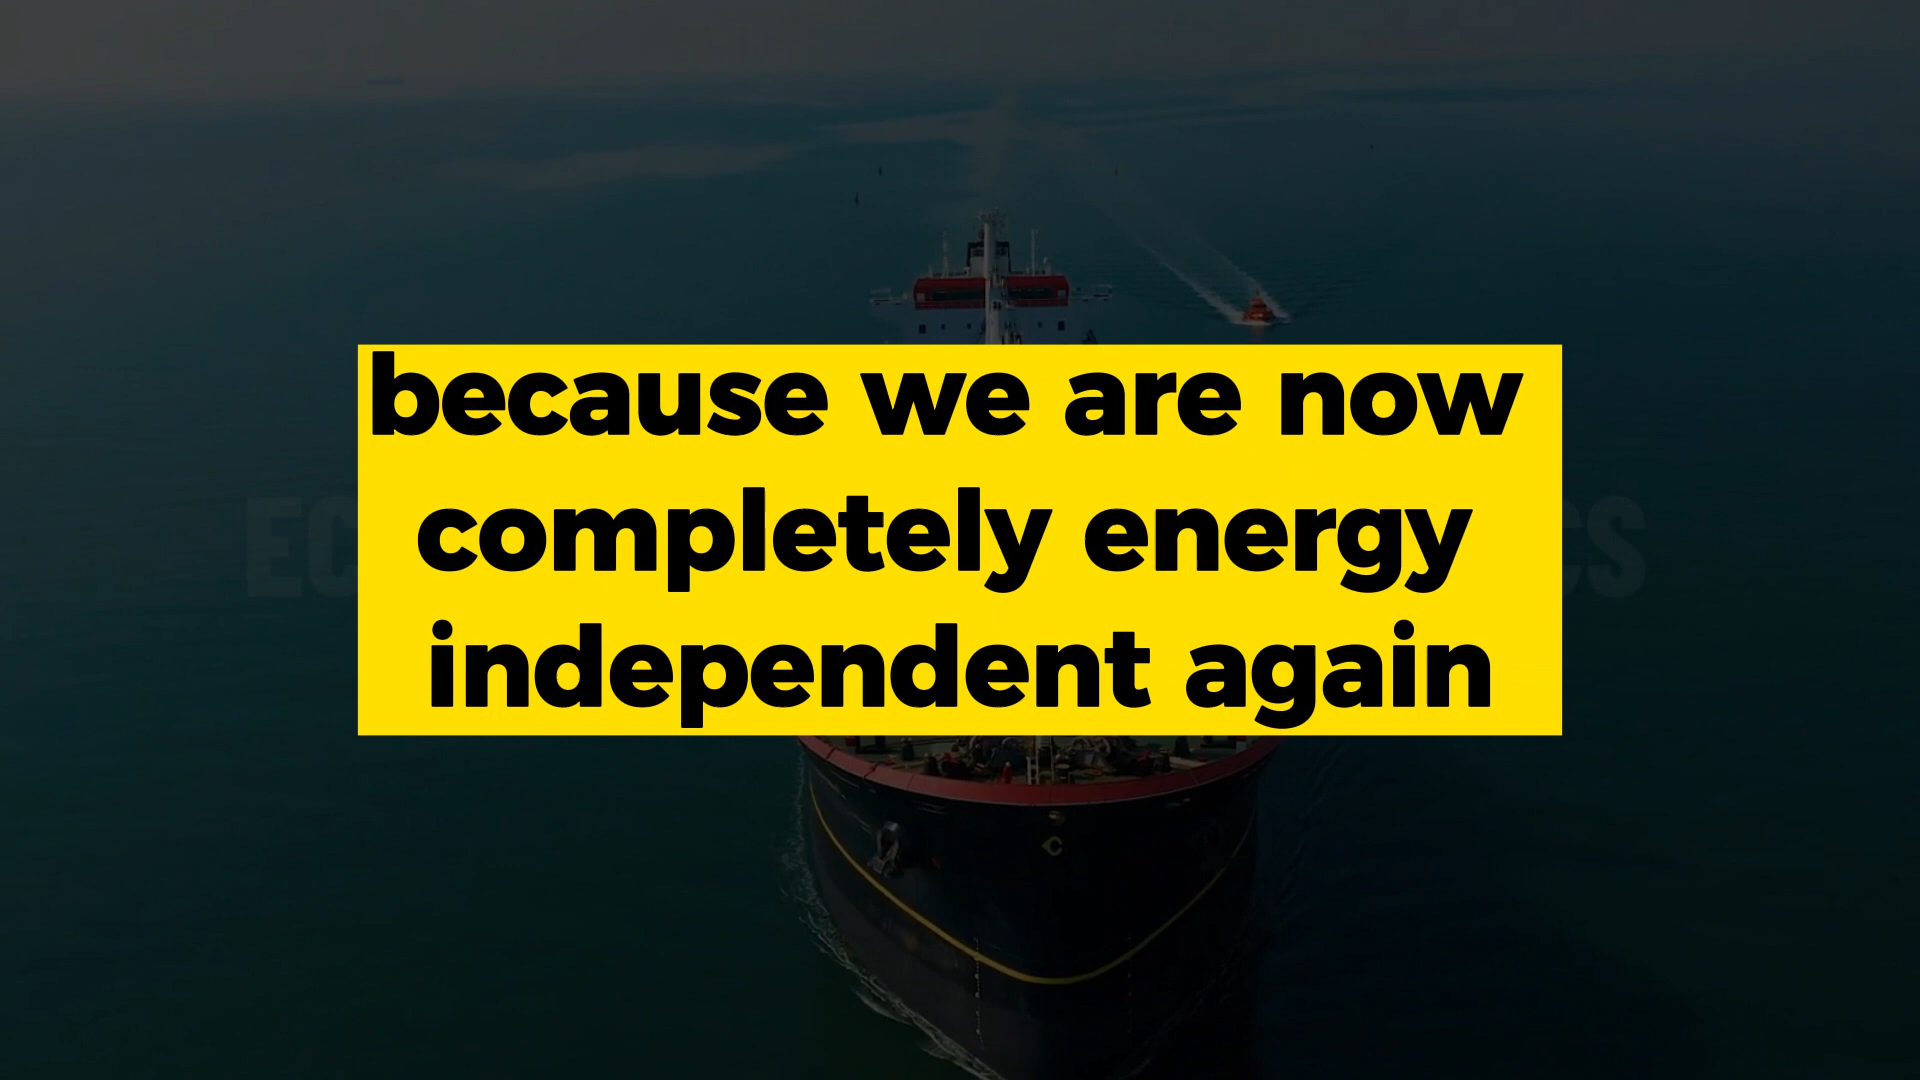 because we are now
completely energy
independent again